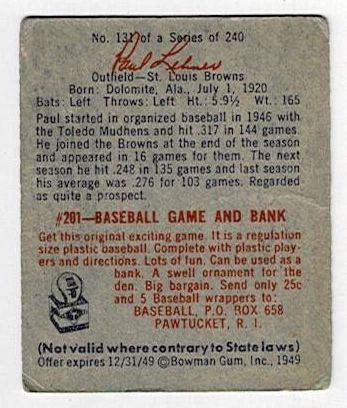 No. 131 of a Series of 240
Paul Lehner
Outfield—St. Louis Browns
Born: Dolomite, Ala., July 1, 1920
Bats: Left Throws: Left Ht.: 5.9½ Wt.: 165
Paul started in organized baseball in 1946 with
the Toledo Mudhens and hit .317 in 144 games.
He joined the Browns at the end of the
season and appeared in 16 games for them. The next
season he hit .248 in 135 games and last season
his average was .276 for 103 games. Regarded
as quite a prospect.
#201—BASEBALL GAME AND BANK
Get this original exciting game. It is a regulation
size plastic baseball. Complete with plastic play-
ers and directions. Lots of fun. Can be used as a
bank. A swell ornament for the
den. Big bargain. Send only 25c
and 5 Baseball wrappers to:
BASEBALL, P.O. BOX 658
PAWTUCKET, R. I.
(Not valid where contrary to State laws)
Offer expires 12/31/49 ©Bowman Gum, Inc., 1949